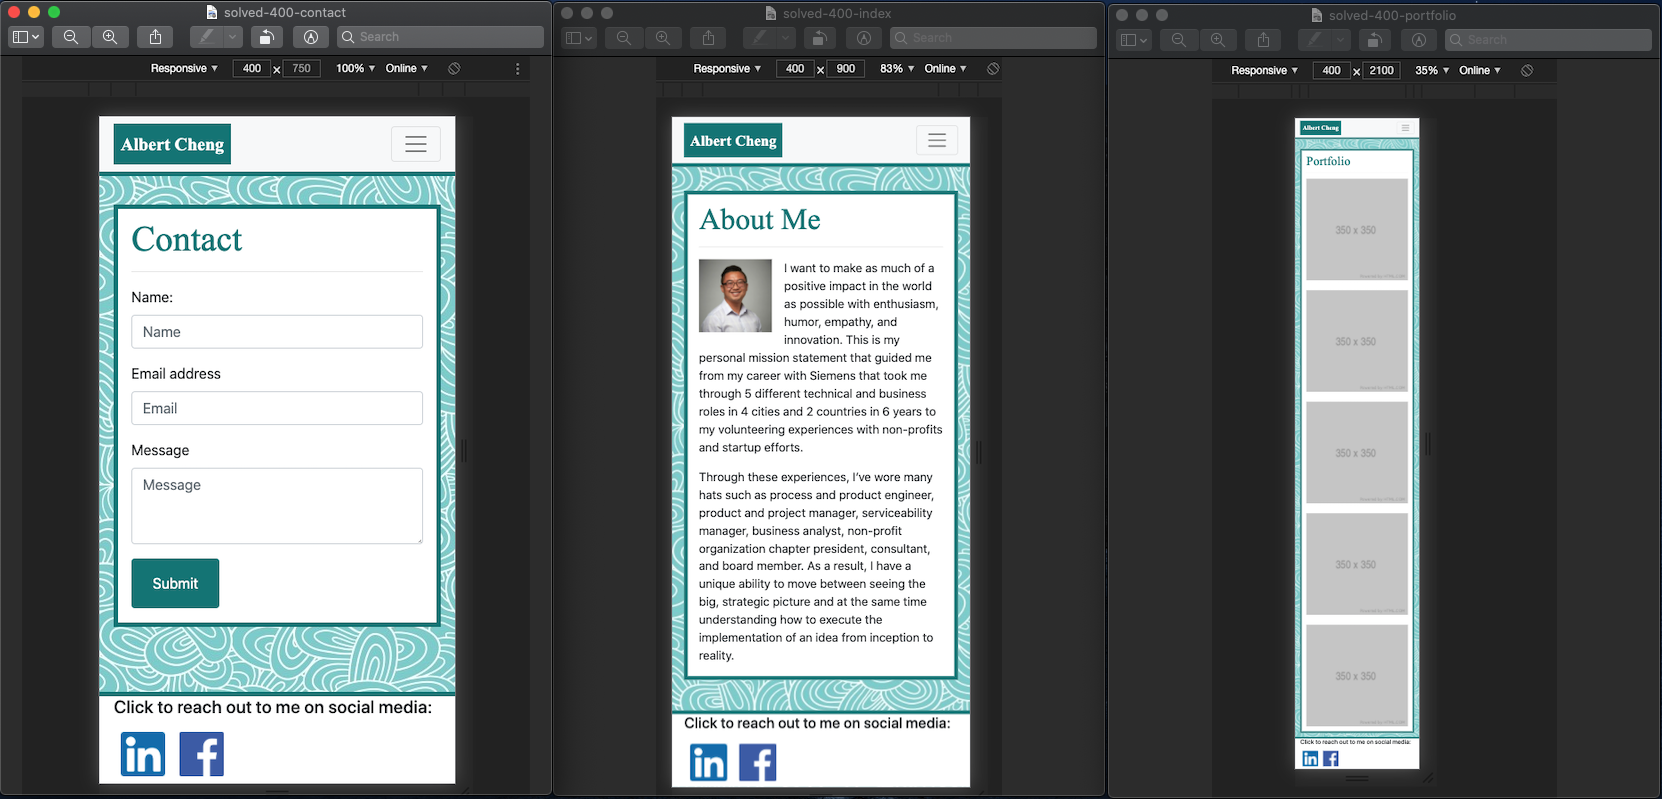 solved-400-contact
Search
Responsive ▼ 400 x 750 100% ▼ Online ▼
Albert Cheng
Contact
Name:
Name
Email address
Email
Message
Message
Submit
Click to reach out to me on social media:
in f
solved-400-index
Search
Responsive ▼ 400 x 900 83% ▼ Online ▼
Albert Cheng
About Me
I want to make as much of a
positive impact in the world
as possible with enthusiasm,
humor, empathy, and
innovation. This is my
personal mission statement that guided me
from my career with Siemens that took me
through 5 different technical and business
roles in 4 cities and 2 countries in 6 years to
my volunteering experiences with non-profits
and startup efforts.
Through these experiences, I've wore many
hats such as process and product engineer,
product and project manager, serviceability
manager, business analyst, non-profit
organization chapter president, consultant,
and board member. As a result, I have a
unique ability to move between seeing the
big, strategic picture and at the same time
understanding how to execute the
implementation of an idea from inception to
reality.
Click to reach out to me on social media:
in f
solved-400-portfolio
Search
Responsive ▼ 400 x 2100 35% ▼ Online ▼
Albert Cheng
Portfolio
350 x 350
350 x 350
350 x 350
350 x 350
350 x 350
Click to reach out to me on social media:
in f